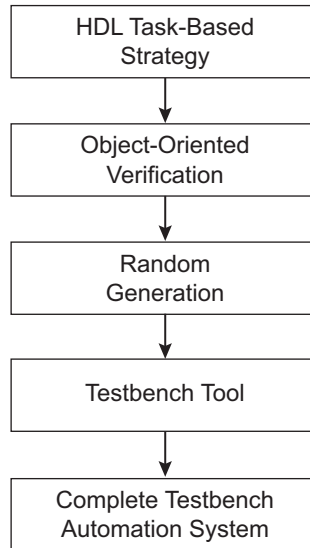 HDL Task-Based
Strategy
Object-Oriented
Verification
Random
Generation
Testbench Tool
Complete Testbench
Automation System